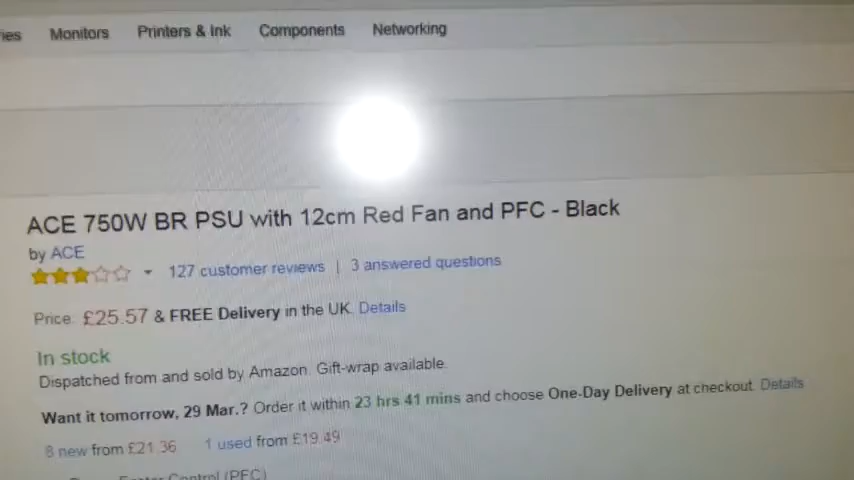 Monitors Printers & Ink Components Networking
ACE 750W BR PSU with 12cm Red Fan and PFC - Black
by ACE
127 customer reviews | 3 answered questions
Price: £25.57 & FREE Delivery in the UK. Details
In stock
Dispatched from and sold by Amazon. Gift-wrap available.
Want it tomorrow, 29 Mar.? Order it within 23 hrs 41 mins and choose One-Day Delivery at checkout. Details
8 new from £21.36 1 used from £19.49
Control (PFC)